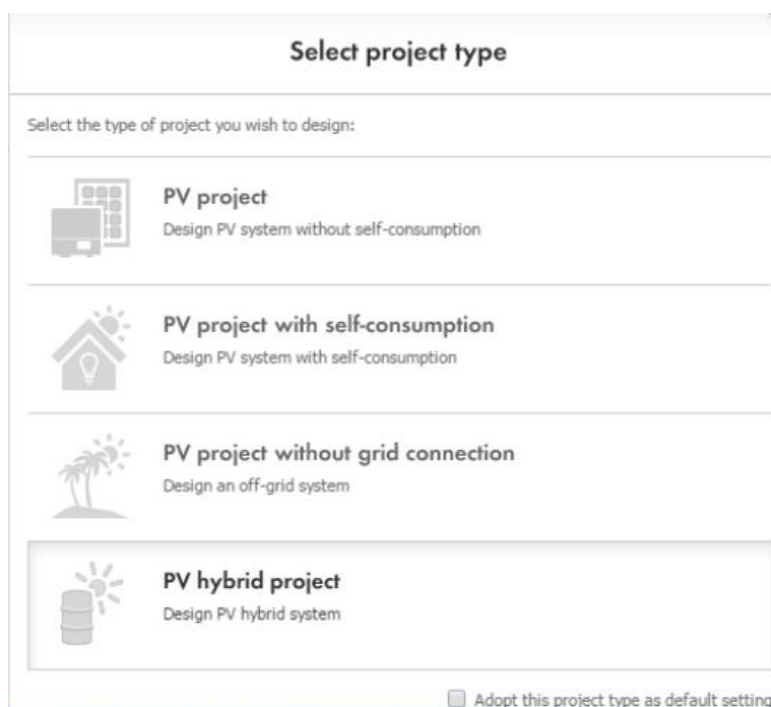 Select project type
Select the type of project you wish to design:
PV project
Design PV system without self-consumption
PV project with self-consumption
Design PV system with self-consumption
PV project without grid connection
Design an off-grid system
PV hybrid project
Design PV hybrid system
Adopt this project type as default setting